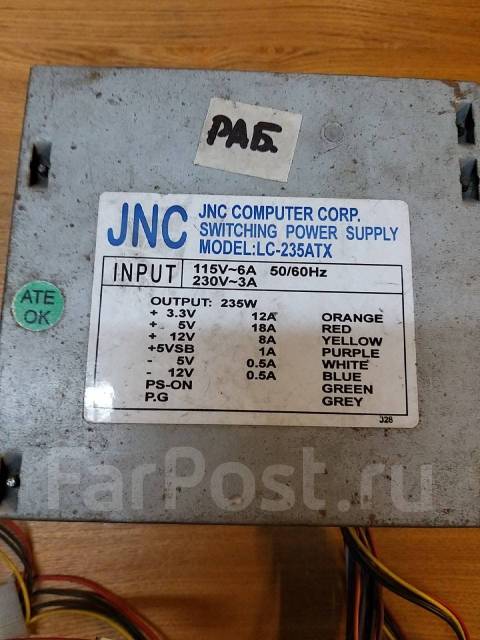 РАБ.
JNC
JNC COMPUTER CORP.
SWITCHING POWER SUPPLY
MODEL:LC-235ATX
INPUT
115V~6A 50/60Hz
230V~3A
ATE
OK
OUTPUT: 235W
+ 3.3V 12A ORANGE
+ 5V 18A RED
+ 12V 8A YELLOW
+5VSB 1A PURPLE
- 5V 0.5A WHITE
- 12V 0.5A BLUE
PS-ON GREEN
P.G GREY
J28
FarPost.ru